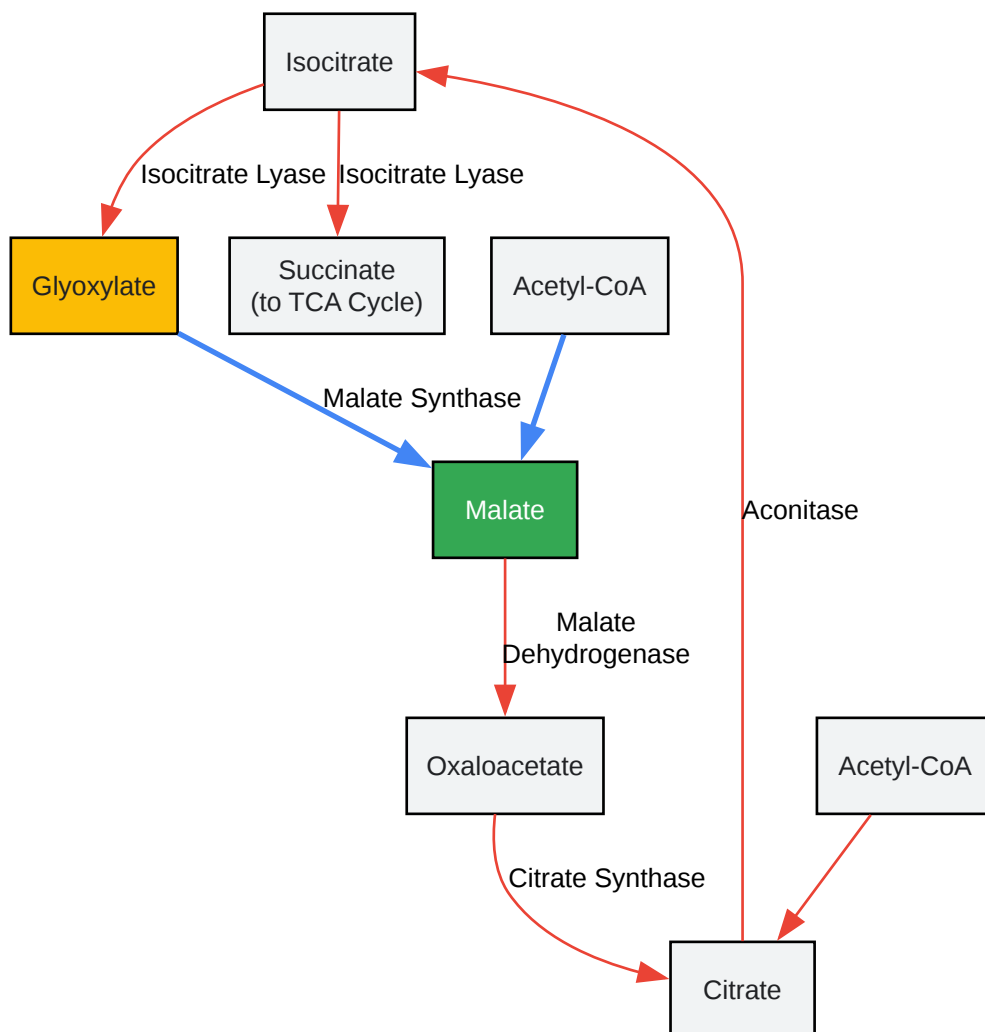 Isocitrate
Isocitrate Lyase
Isocitrate Lyase
Glyoxylate
Succinate
(to TCA Cycle)
Acetyl-CoA
Malate Synthase
Malate
Aconitase
Malate
Dehydrogenase
Oxaloacetate
Acetyl-CoA
Citrate Synthase
Citrate